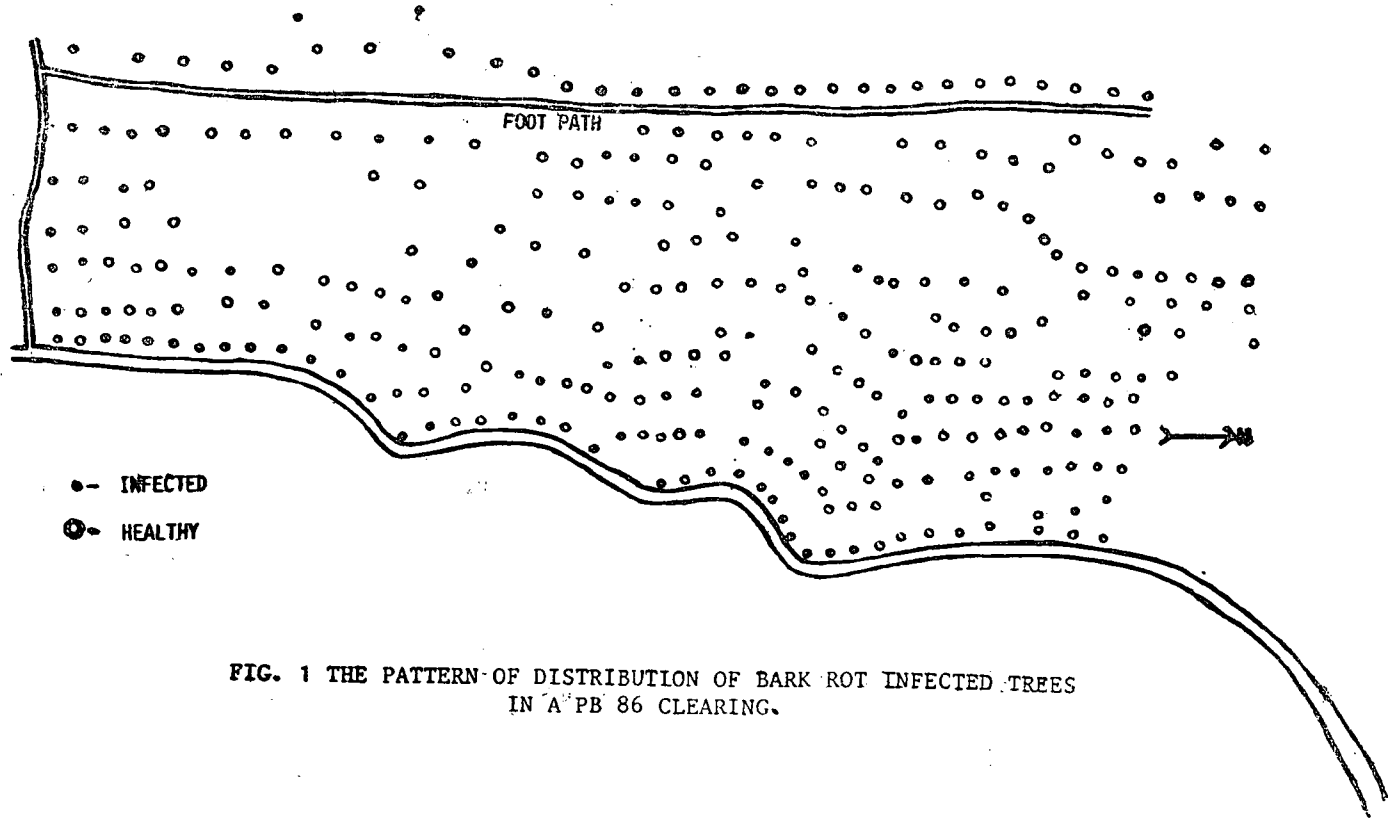 FOOT PATH
- INFECTED
- HEALTHY
FIG. 1 THE PATTERN OF DISTRIBUTION OF BARK ROT INFECTED TREES
IN A PB 86 CLEARING.